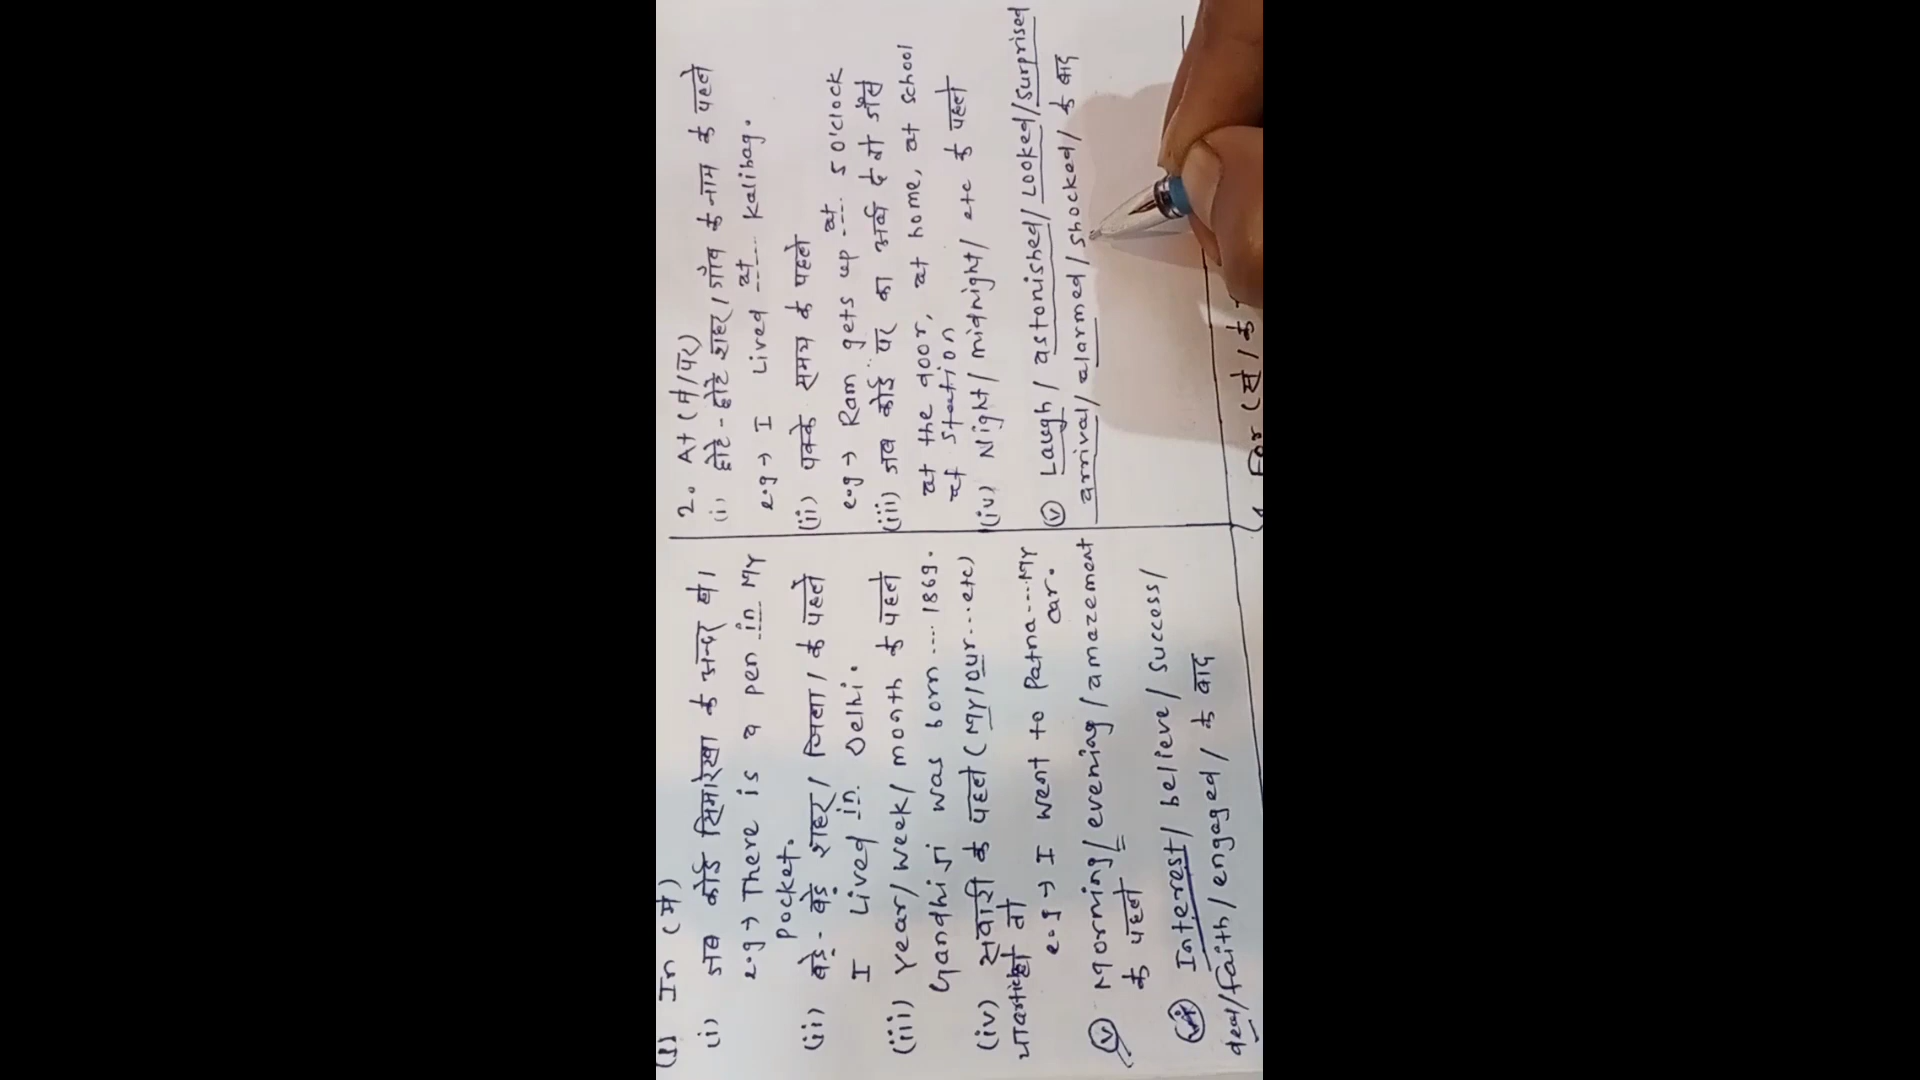 (1) In (में)
(i) जब कोई सिमारेखा के अन्दर हो।
e.g → There is a pen in My
pocket.
(ii) बड़े - बड़े शहर / जिला / के पहले
I Lived in Delhi.
(iii) Year/week/month के पहले
Gandhi Ji was born .... 1869.
(iv) सवारी के पहले (My/Our...etc)
हो तो
e.g → I went to Patna....My
car.
(v) Morning/evening/amazement
के पहले
(vi) Interest/believe/success/
deal/faith/engaged/ के बाद
2. At (में/पर)
(i) छोटे - छोटे शहर / गाँव के नाम के पहले
e.g → I Lived at Kalibag.
(ii) पक्के समय के पहले
e.g → Ram gets up at 5 O'clock
(iii) जब कोई पर का अर्थ दे तो जैसे
at the door, at home, at school
at station
(iv) Night/midnight/etc के पहले
(v) Laugh/astonished/Looked/surprised
arrival/alarmed/shocked/ के बाद
For